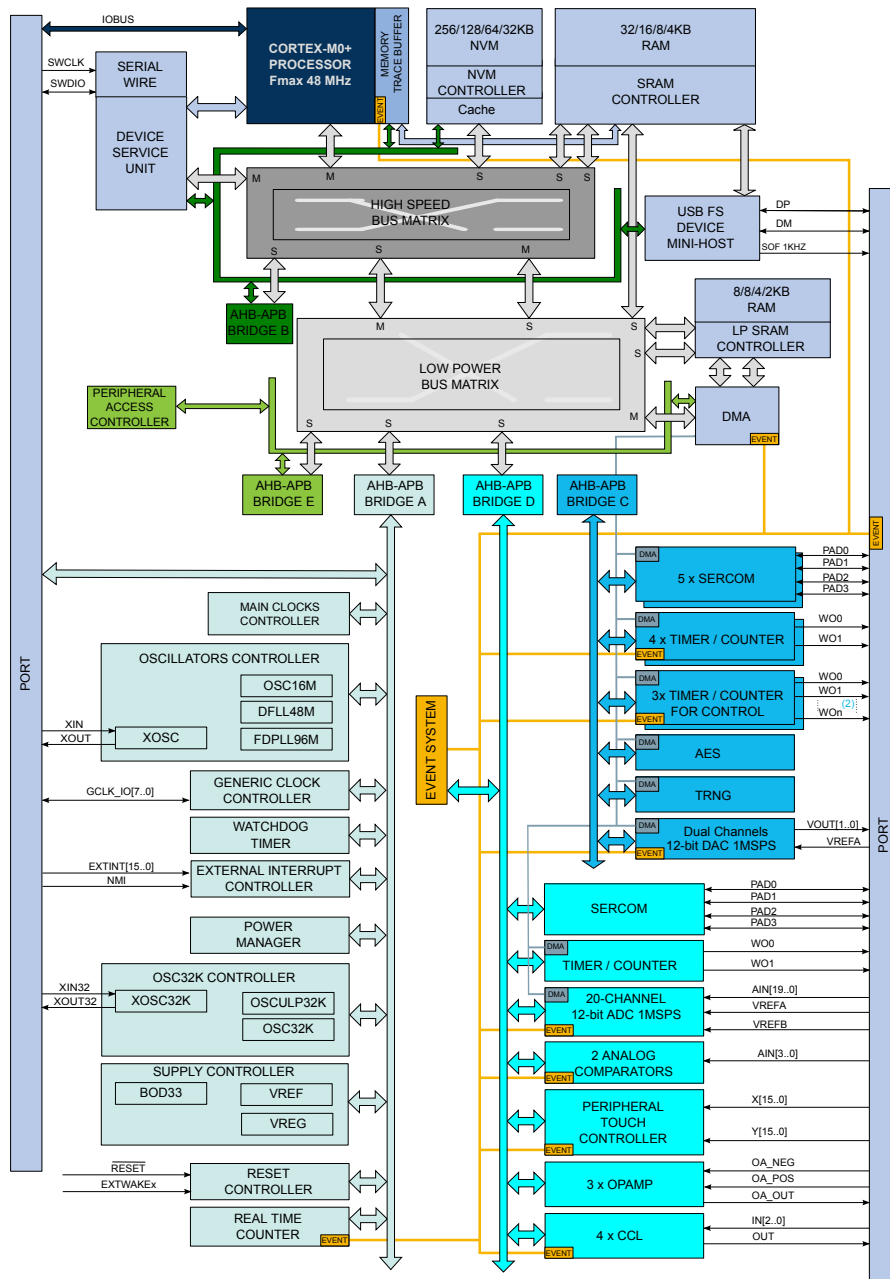 IOBUS
SWCLK
SWDIO
SERIAL
WIRE
DEVICE
SERVICE
UNIT
CORTEX-M0+
PROCESSOR
Fmax 48 MHz
MEMORY
TRACE BUFFER
EVENT
256/128/64/32KB
NVM
NVM
CONTROLLER
Cache
32/16/8/4KB
RAM
SRAM
CONTROLLER
M
M
S
S
S
HIGH SPEED
BUS MATRIX
S
S
M
USB FS
DEVICE
MINI-HOST
DP
DM
SOF 1KHZ
AHB-APB
BRIDGE B
8/8/4/2KB
RAM
LP SRAM
CONTROLLER
M
S
S
S
LOW POWER
BUS MATRIX
S
S
S
M
PERIPHERAL
ACCESS
CONTROLLER
DMA
EVENT
AHB-APB
BRIDGE E
AHB-APB
BRIDGE A
AHB-APB
BRIDGE D
AHB-APB
BRIDGE C
PORT
PORT
EVENT
MAIN CLOCKS
CONTROLLER
OSCILLATORS CONTROLLER
OSC16M
DFLL48M
FDPLL96M
XOSC
XIN
XOUT
GCLK_IO[7..0]
GENERIC CLOCK
CONTROLLER
WATCHDOG
TIMER
EXTINT[15..0]
NMI
EXTERNAL INTERRUPT
CONTROLLER
POWER
MANAGER
OSC32K CONTROLLER
XIN32
XOUT32
XOSC32K
OSCULP32K
OSC32K
SUPPLY CONTROLLER
BOD33
VREF
VREG
RESET
EXTWAKEx
RESET
CONTROLLER
REAL TIME
COUNTER
EVENT
EVENT SYSTEM
DMA
5 x SERCOM
PAD0
PAD1
PAD2
PAD3
DMA
4 x TIMER / COUNTER
EVENT
WO0
WO1
DMA
3x TIMER / COUNTER
FOR CONTROL
EVENT
WO0
WO1
(2)
WOn
AES
TRNG
DMA
Dual Channels
12-bit DAC 1MSPS
EVENT
VOUT[1..0]
VREFA
SERCOM
PAD0
PAD1
PAD2
PAD3
DMA
TIMER / COUNTER
WO0
WO1
DMA
20-CHANNEL
12-bit ADC 1MSPS
EVENT
AIN[19..0]
VREFA
VREFB
2 ANALOG
COMPARATORS
EVENT
AIN[3..0]
PERIPHERAL
TOUCH
CONTROLLER
EVENT
X[15..0]
Y[15..0]
3 x OPAMP
OA_NEG
OA_POS
OA_OUT
4 x CCL
EVENT
IN[2..0]
OUT